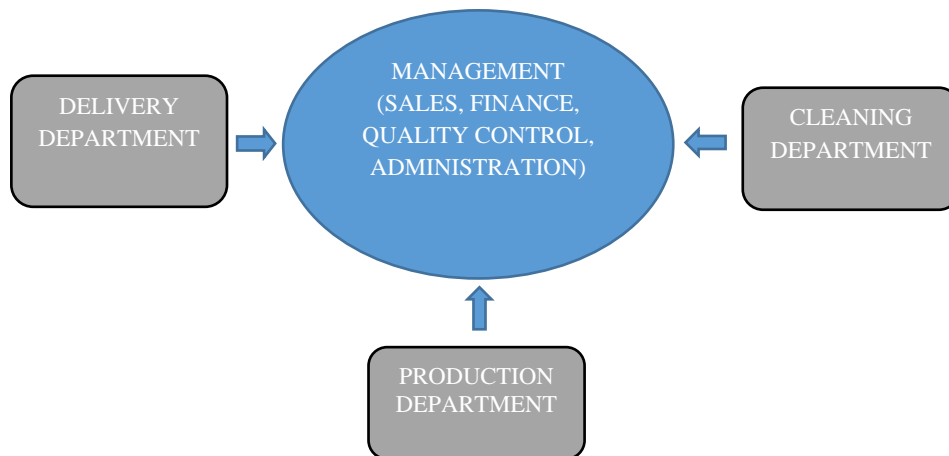 MANAGEMENT
(SALES, FINANCE,
QUALITY CONTROL,
ADMINISTRATION)
DELIVERY
DEPARTMENT
CLEANING
DEPARTMENT
PRODUCTION
DEPARTMENT